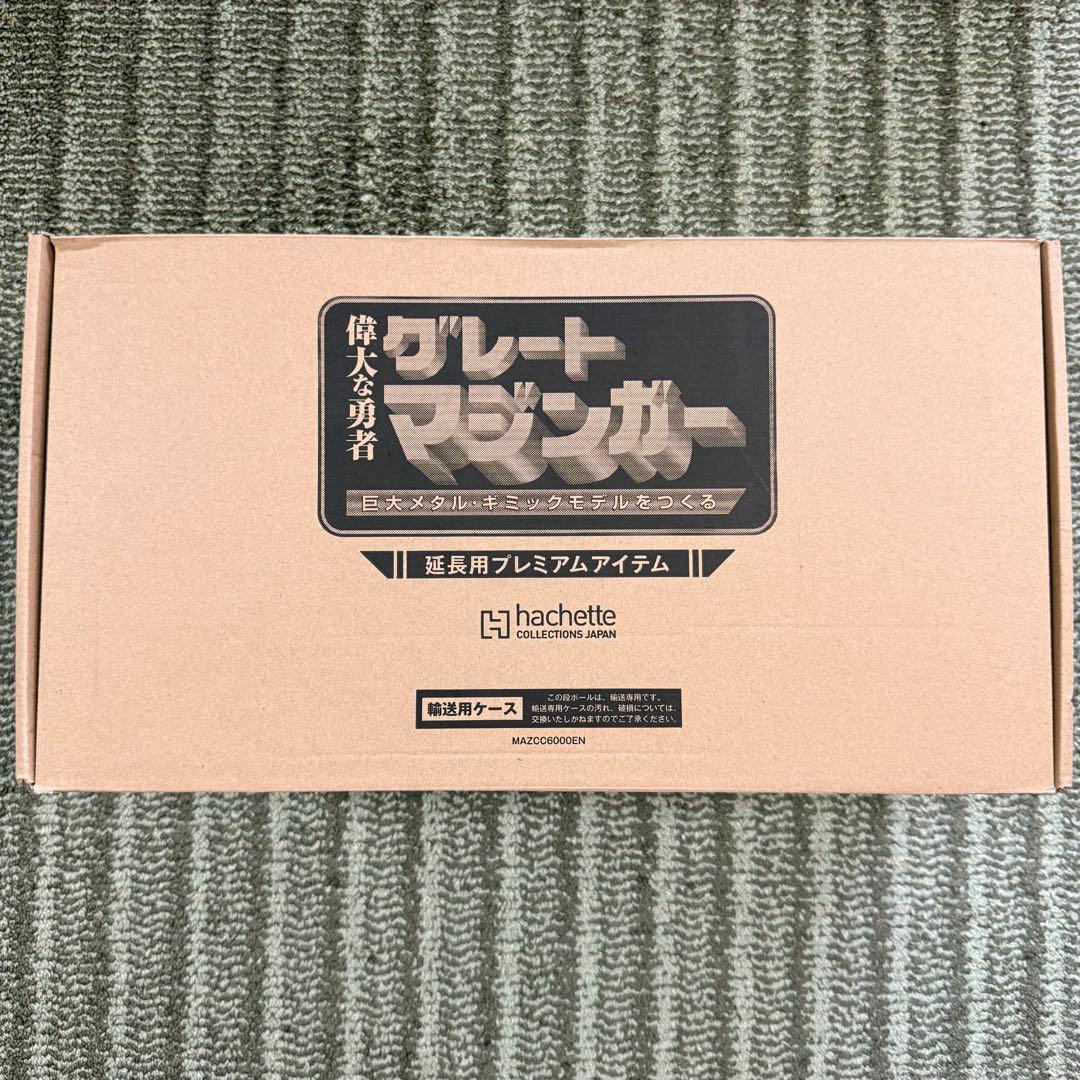 偉大な勇者
グレート
マジンガー
巨大メタル・ギミックモデルをつくる
延長用プレミアムアイテム
hachette
COLLECTIONS JAPAN
輸送用ケース
この段ボールは、輸送専用です。
輸送専用ケースの汚れ、破損については、
交換いたしかねますのでご了承ください。
MAZCC6000EN